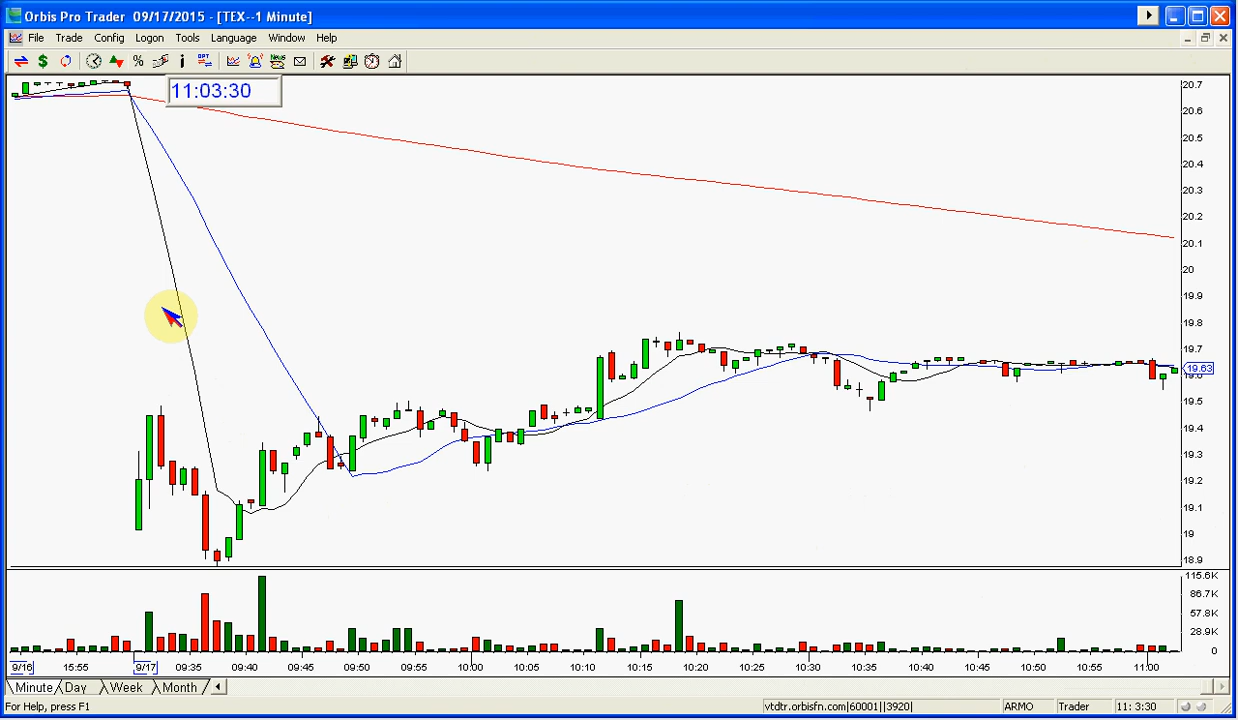 Orbis Pro Trader 09/17/2015 - [TEX--1 Minute]
File Trade Config Logon Tools Language Window Help
11:03:30
20.7
20.6
20.5
20.4
20.3
20.2
20.1
20
19.9
19.8
19.7
19.63
19.5
19.4
19.3
19.2
19.1
19
18.9
115.6K
86.7K
57.8K
28.9K
0
9/16 15:55 9/17 09:35 09:40 09:45 09:50 09:55 10:00 10:05 10:10 10:15 10:20 10:25 10:30 10:35 10:40 10:45 10:50 10:55 11:00
Minute Day Week Month
For Help, press F1 vtdtr.orbisfn.com|60001||3920| ARMO Trader 11: 3:30